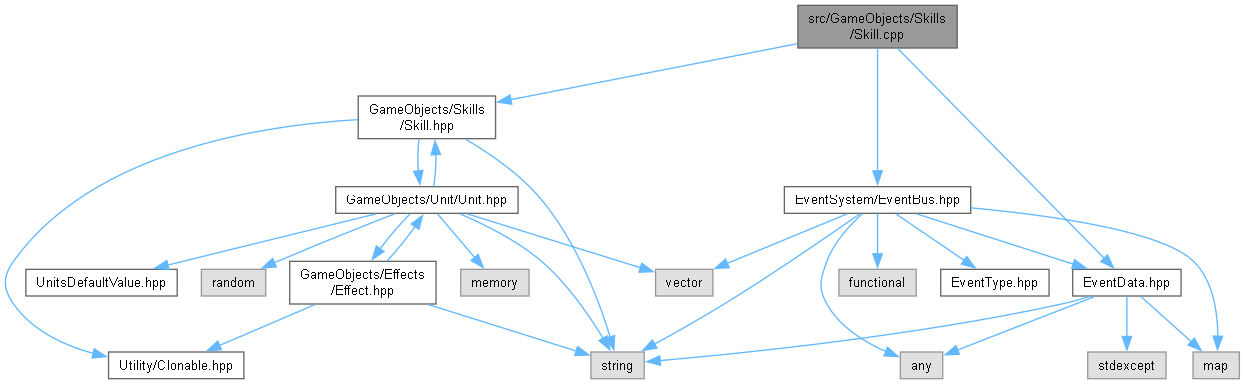 src/GameObjects/Skills
/Skill.cpp
GameObjects/Skills
/Skill.hpp
GameObjects/Unit/Unit.hpp
EventSystem/EventBus.hpp
UnitsDefaultValue.hpp
random
GameObjects/Effects
/Effect.hpp
memory
vector
functional
EventType.hpp
EventData.hpp
Utility/Clonable.hpp
string
any
stdexcept
map